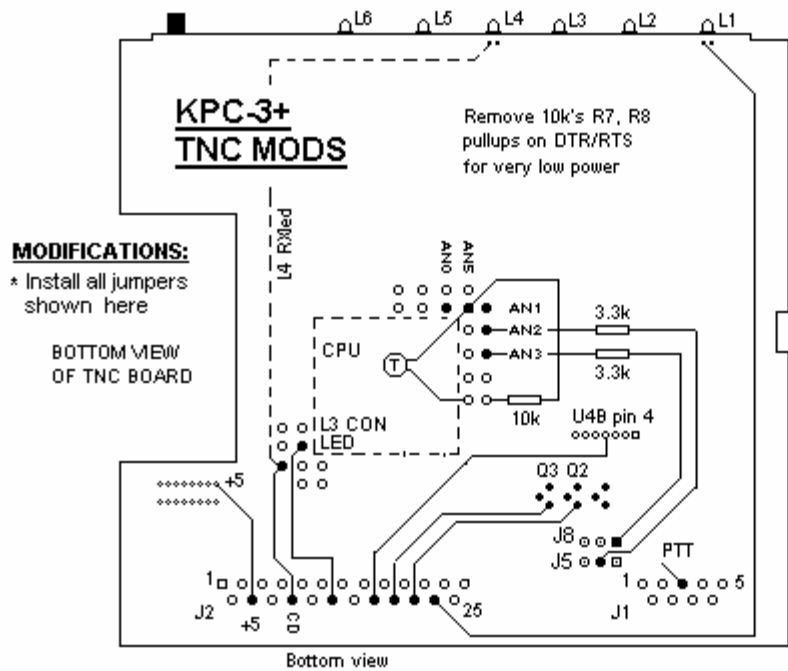 L6
L5
L4
L3
L2
L1
KPC-3+
TNC MODS
Remove 10k's R7, R8
pullups on DTR/RTS
for very low power
MODIFICATIONS:
* Install all jumpers
shown here
BOTTOM VIEW
OF TNC BOARD
L4 RXled
AN0
AN5
AN1
AN2
AN3
3.3k
3.3k
CPU
T
10k
U4B pin 4
L3 CON
LED
+5
Q3
Q2
J8
J5
PTT
1
J2
+5
CD
25
1
5
J1
Bottom view